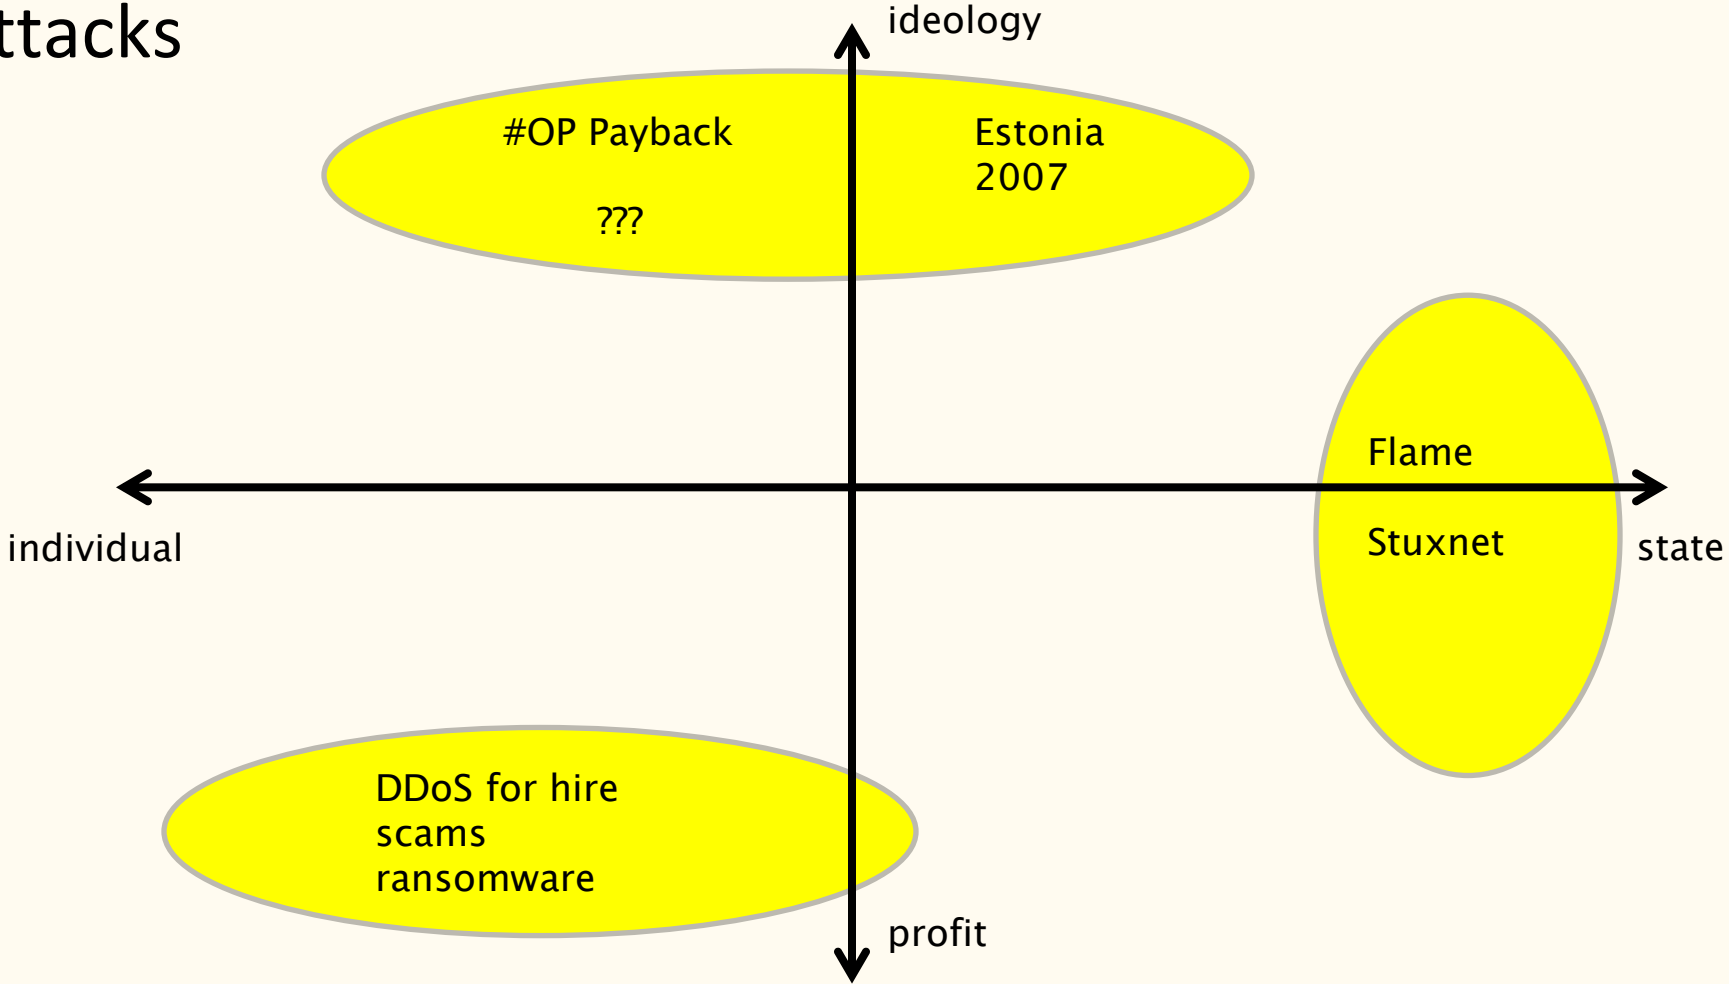 ttacks
ideology
#OP Payback
???
Estonia
2007
Flame
Stuxnet
individual
state
DDoS for hire
scams
ransomware
profit